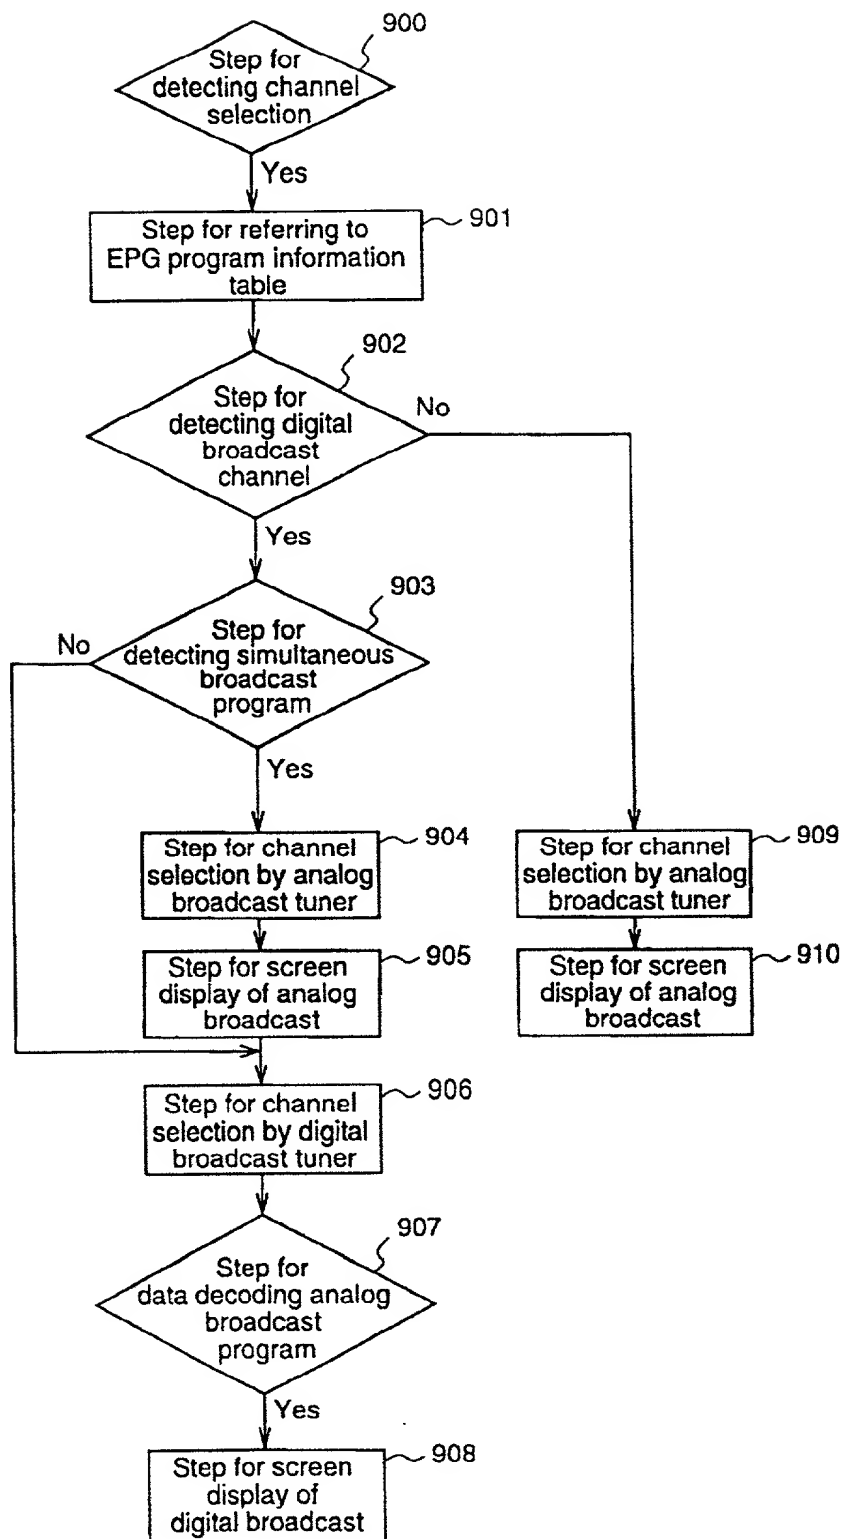 900
Step for
detecting channel
selection
Yes
901
Step for referring to
EPG program information
table
902
Step for
detecting digital
broadcast
channel
No
Yes
903
No
Step for
detecting simultaneous
broadcast
program
Yes
904
Step for channel
selection by analog
broadcast tuner
909
Step for channel
selection by analog
broadcast tuner
905
Step for screen
display of analog
broadcast
910
Step for screen
display of analog
broadcast
906
Step for channel
selection by digital
broadcast tuner
907
Step for
data decoding analog
broadcast
program
Yes
908
Step for screen
display of
digital broadcast